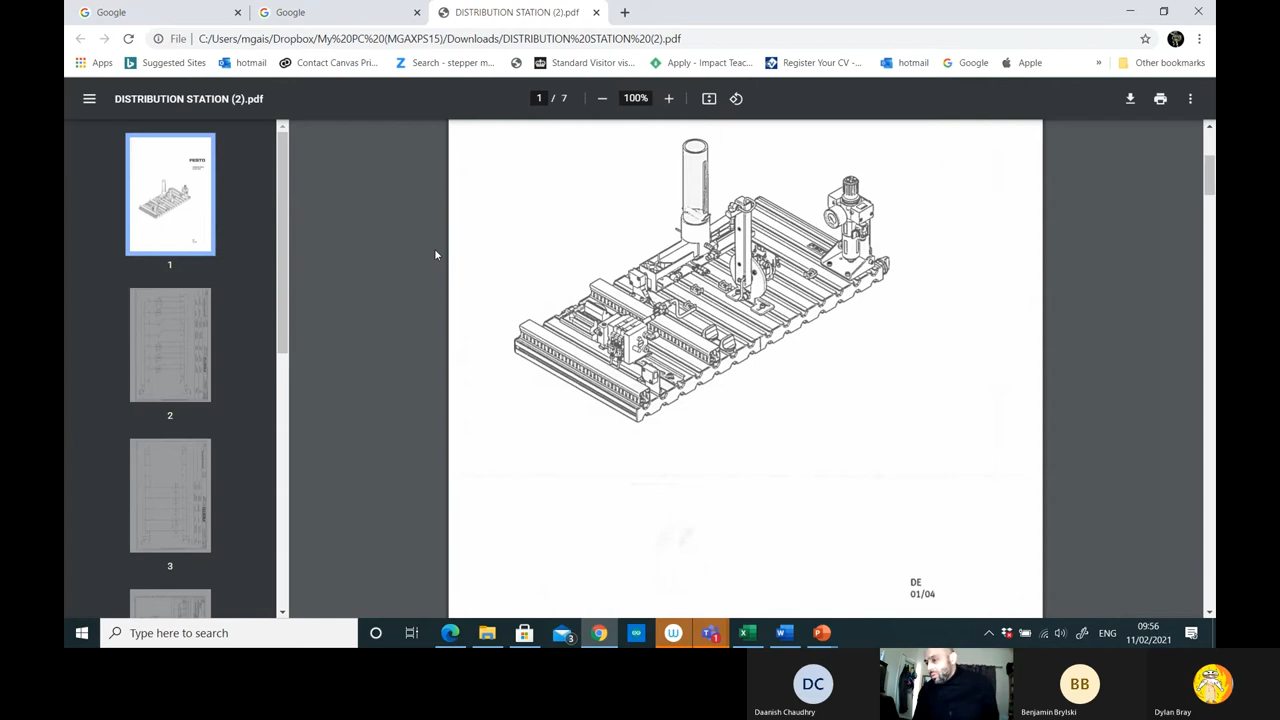 Google
Google
DISTRIBUTION STATION (2).pdf
File
C:/Users/mgais/Dropbox/My%20PC%20(MGAXPS15)/Downloads/DISTRIBUTION%20STATION%20(2).pdf
Apps
Suggested Sites
hotmail
Contact Canvas Pri...
Search - stepper m...
Standard Visitor vis...
Apply - Impact Teac...
Register Your CV -...
hotmail
Google
Apple
»
Other bookmarks
DISTRIBUTION STATION (2).pdf
1 / 7
100%
FESTO
1
2
3
DE
01/04
Type here to search
3
1
ENG
09:56
11/02/2021
DC
Daanish Chaudhry
BB
Benjamin Brylski
Dylan Bray